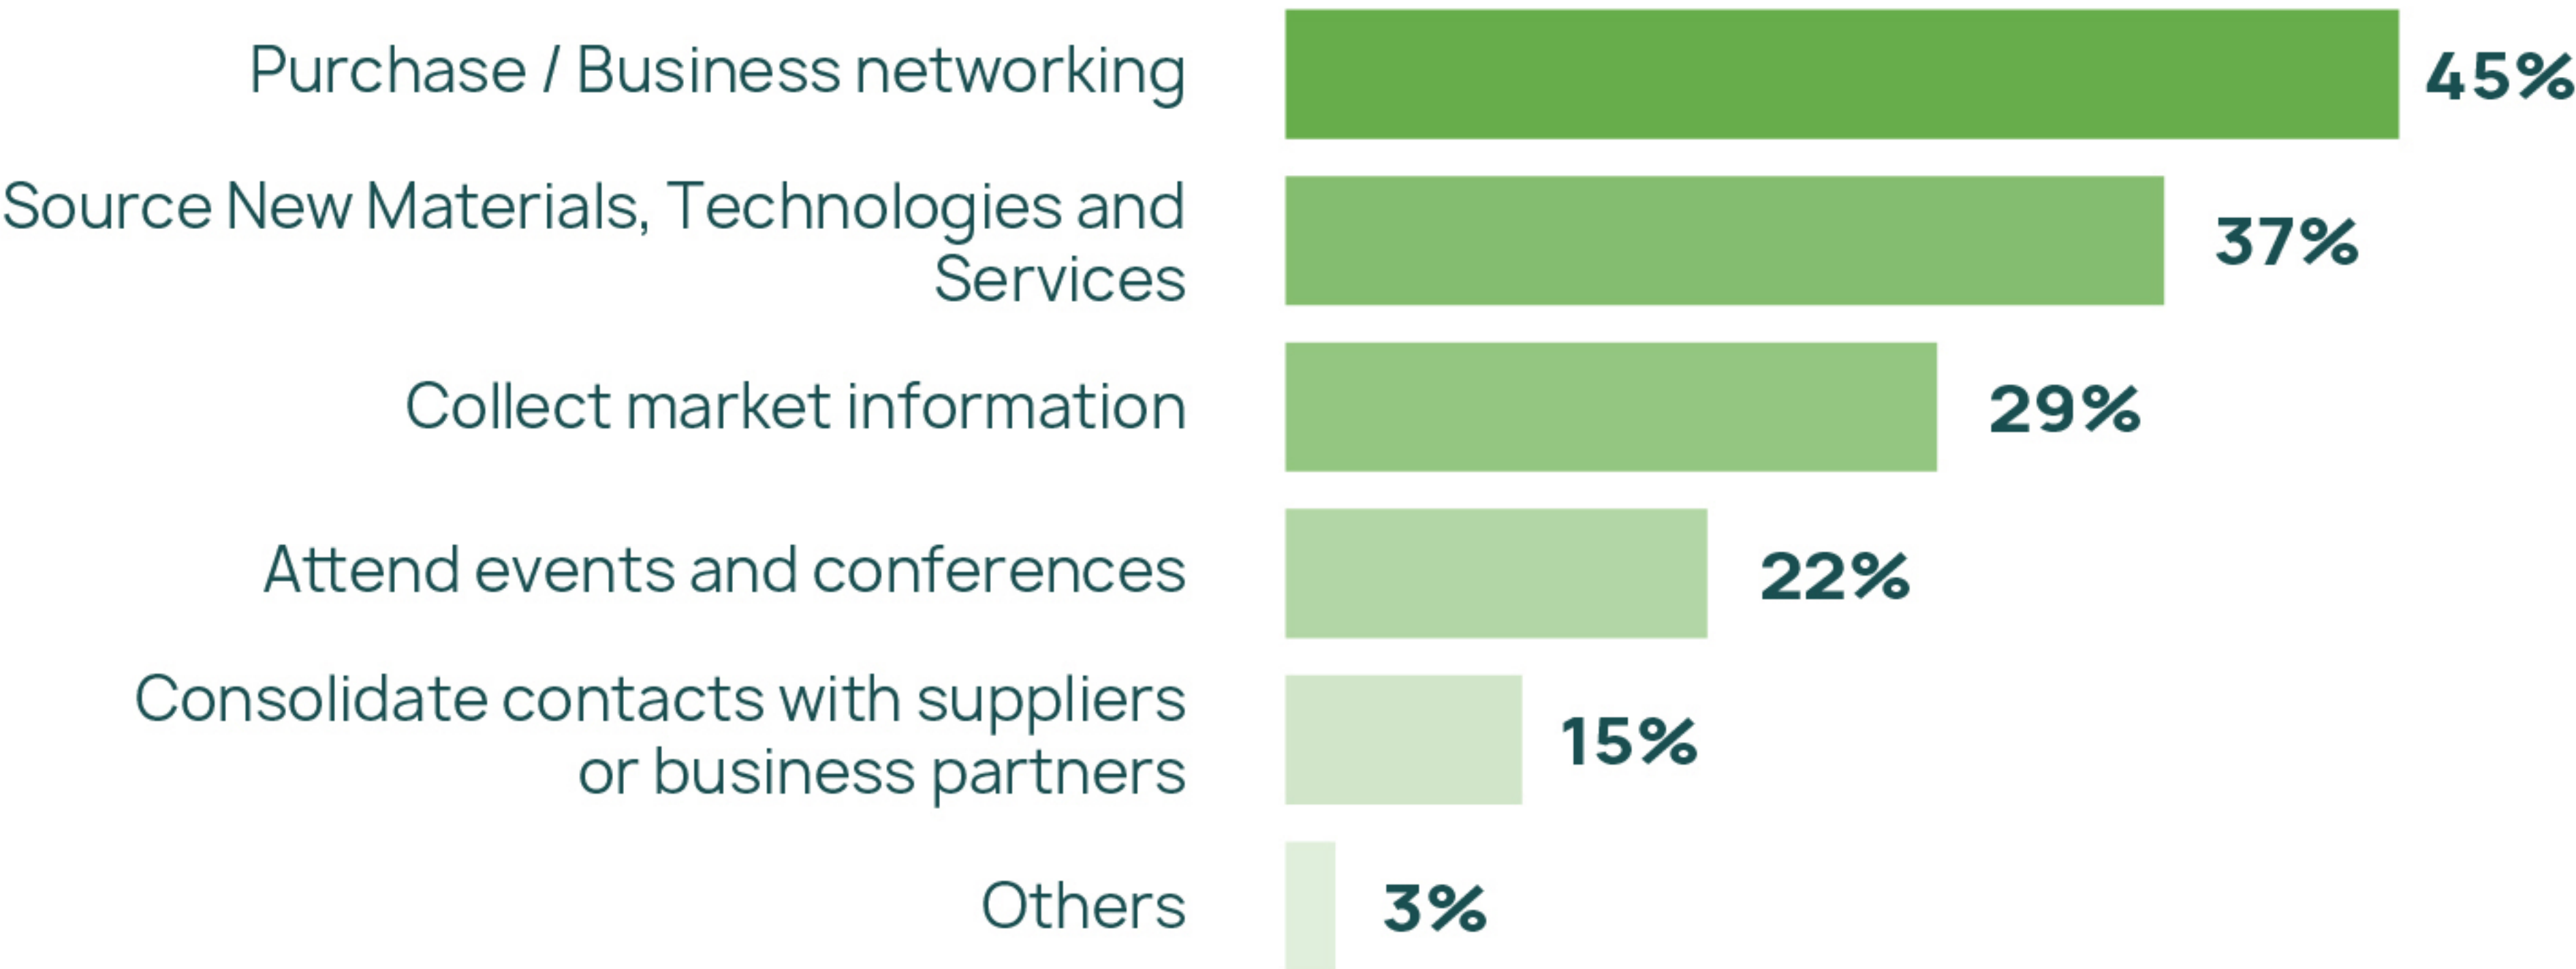 Purchase / Business networking
45%
Source New Materials, Technologies and
Services
37%
Collect market information
29%
Attend events and conferences
22%
Consolidate contacts with suppliers
or business partners
15%
Others
3%